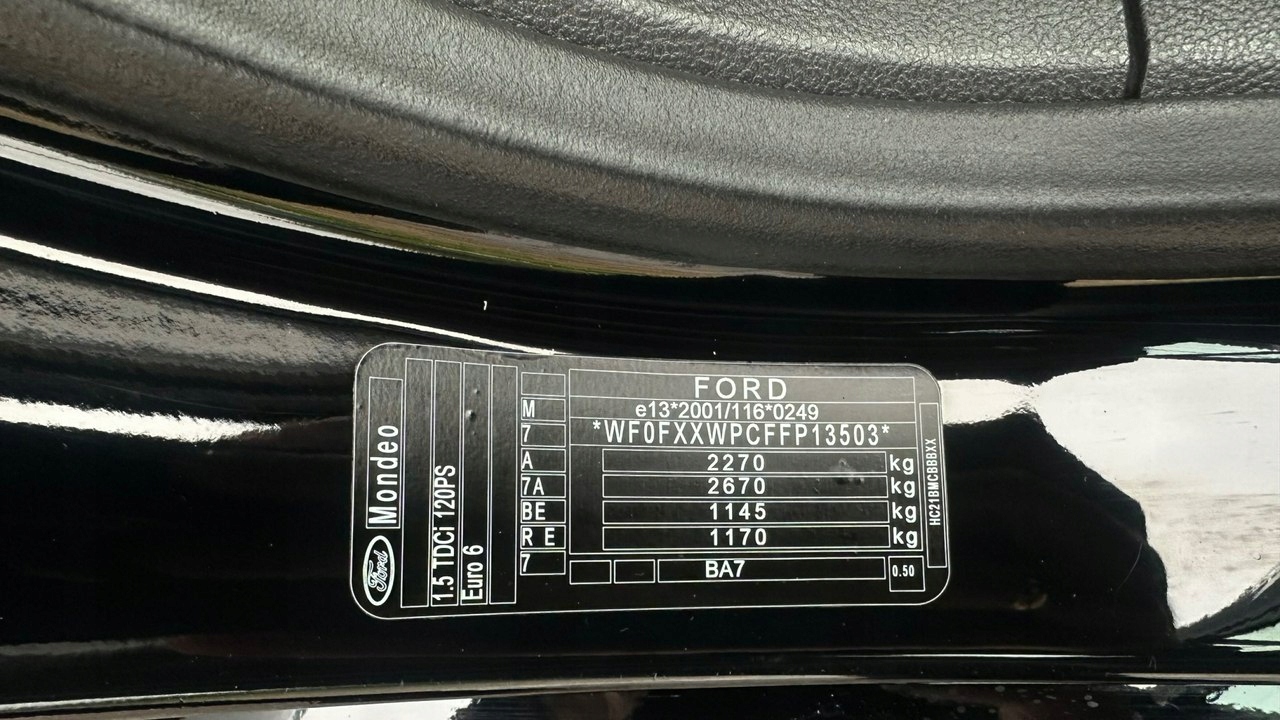 FORD
M
e13*2001/116*0249
7
*WF0FXXWPCFFP13503*
A
2270 kg
7A
2670 kg
BE
1145 kg
R E
1170 kg
7
BA7
0.50
Ford
Mondeo
1.5 TDCi 120PS
Euro 6
HC21BMCBBBXX